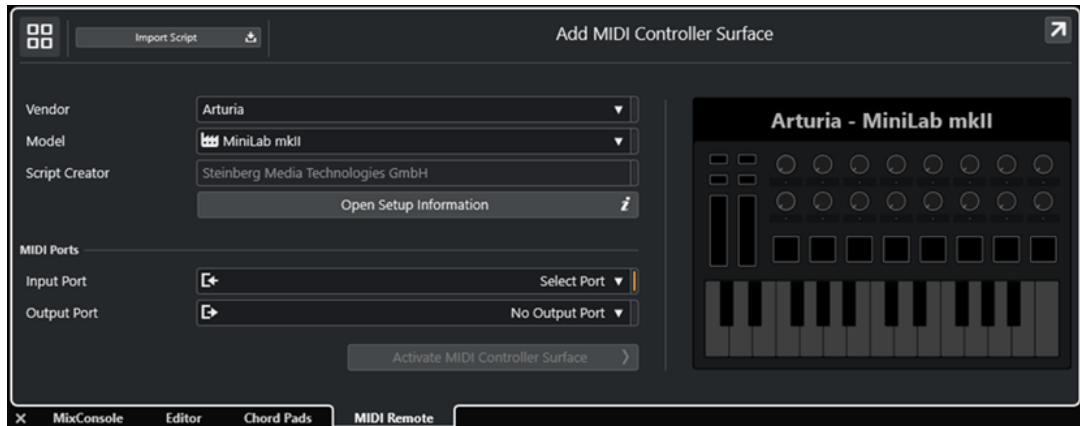 Import Script
Add MIDI Controller Surface
Vendor
Arturia
Model
MiniLab mkII
Script Creator
Steinberg Media Technologies GmbH
Open Setup Information
i
MIDI Ports
Input Port
Select Port
Output Port
No Output Port
Activate MIDI Controller Surface
Arturia - MiniLab mkII
MixConsole
Editor
Chord Pads
MIDI Remote